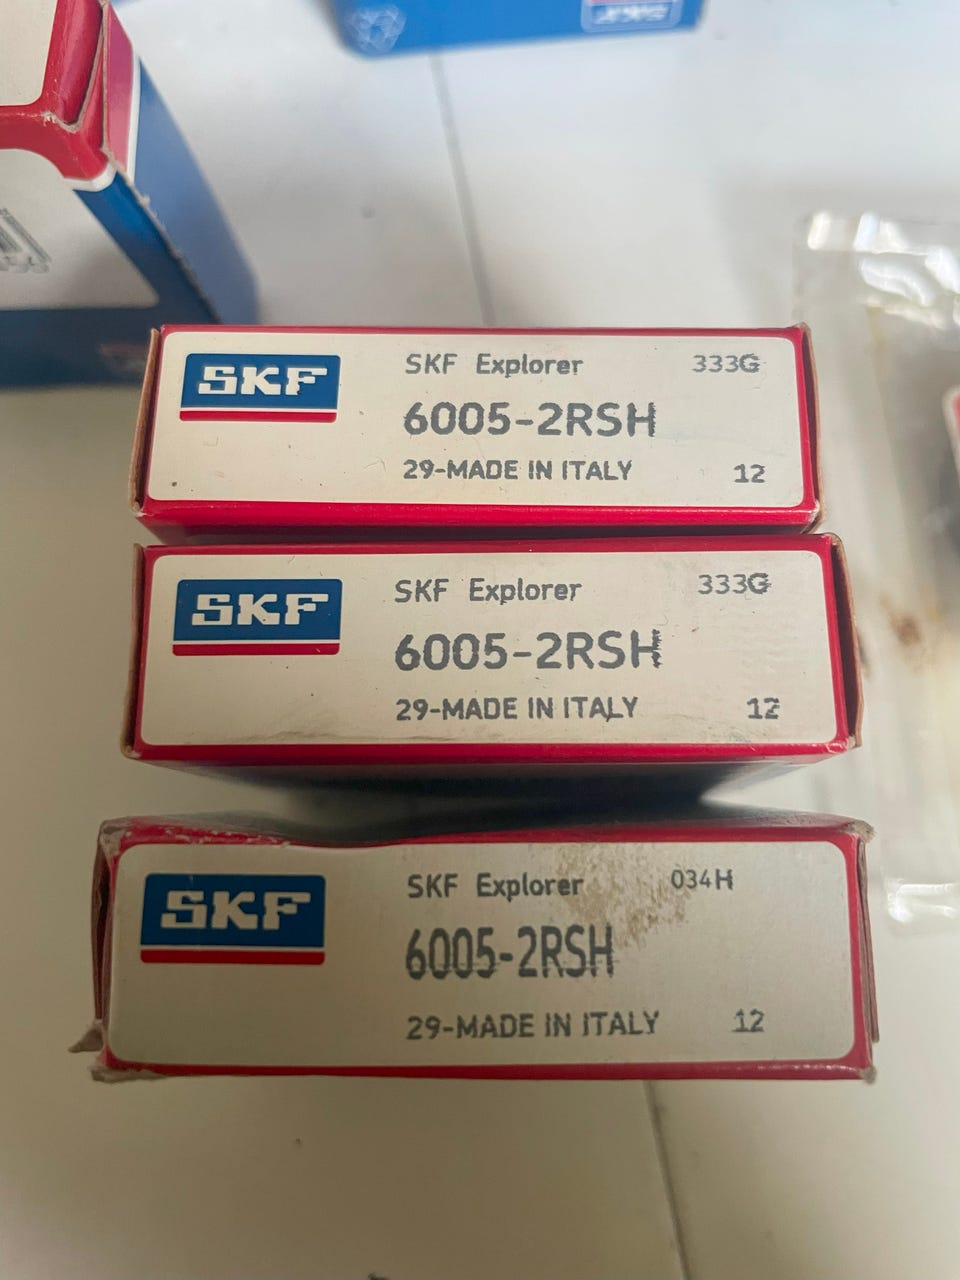 SKF
SKF
SKF Explorer 333G
6005-2RSH
29-MADE IN ITALY 12
SKF
SKF Explorer 333G
6005-2RSH
29-MADE IN ITALY 12
SKF
SKF Explorer 034H
6005-2RSH
29-MADE IN ITALY 12